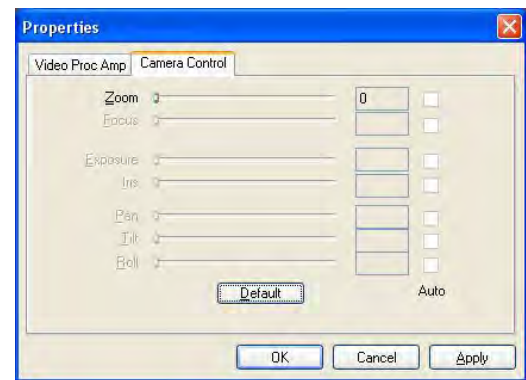 Properties
Video Proc Amp Camera Control
Zoom 0
Focus
Exposure
Iris
Pan
Tilt
Roll
Default Auto
OK Cancel Apply